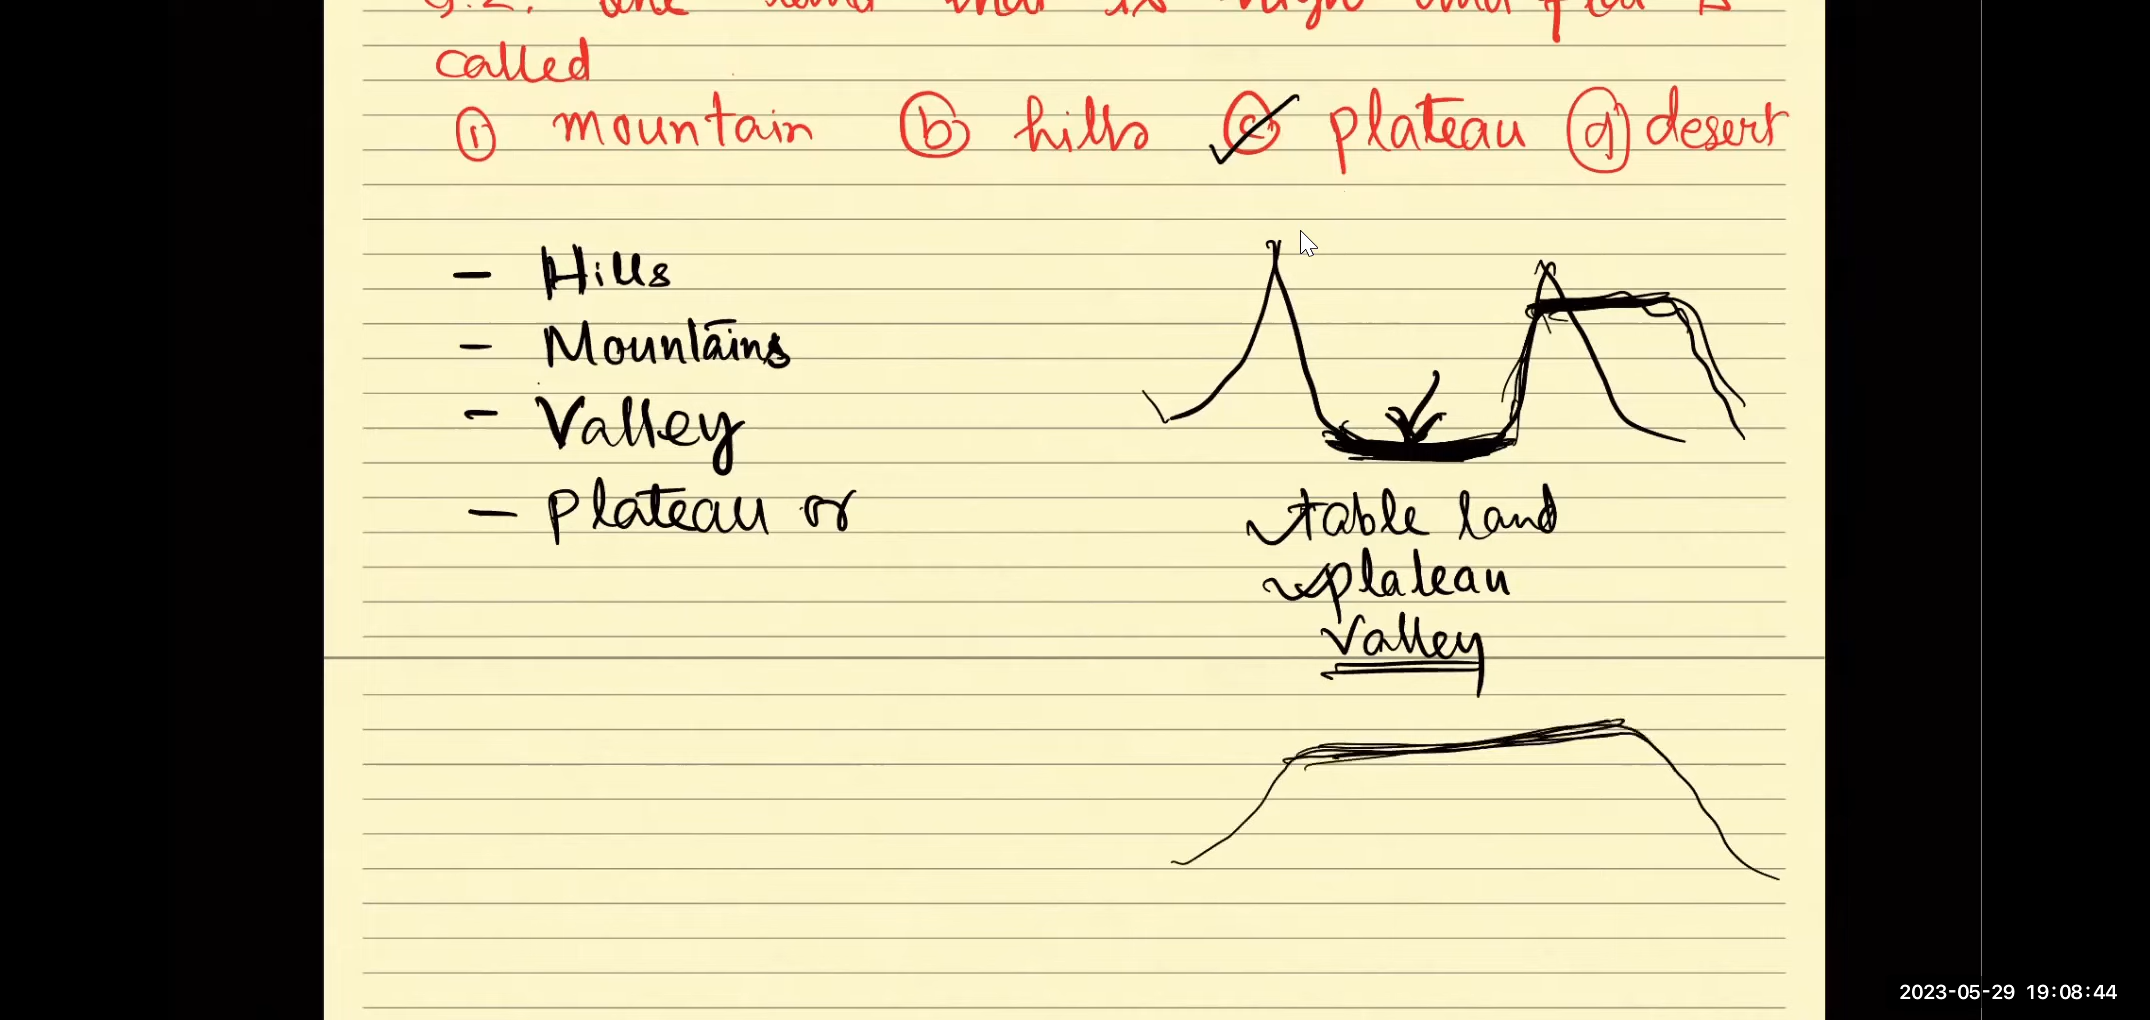 called
① mountain ⓑ hills ⓒ plateau ⓓ desert
- Hills
- Mountains
- Valley
- Plateau or
table land
plateau
Valley
2023-05-29 19:08:44